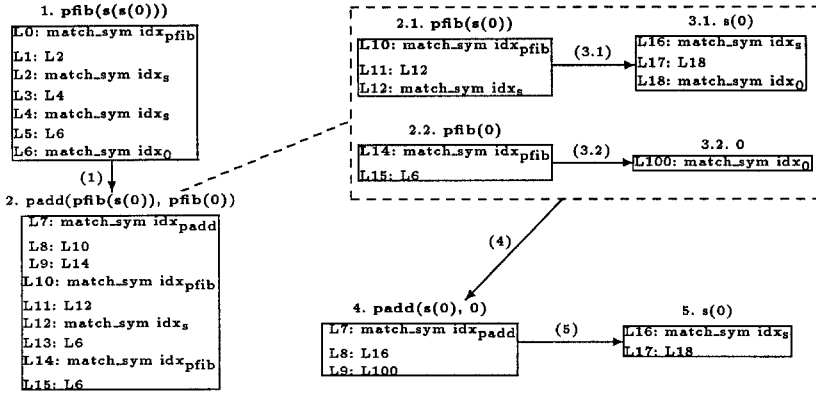 1. pfib(s(s(0)))
L0: match_sym idx_pfib
L1: L2
L2: match_sym idx_s
L3: L4
L4: match_sym idx_s
L5: L6
L6: match_sym idx_0
(1)
2. padd(pfib(s(0)), pfib(0))
L7: match_sym idx_padd
L8: L10
L9: L14
L10: match_sym idx_pfib
L11: L12
L12: match_sym idx_s
L13: L6
L14: match_sym idx_pfib
L15: L6
2.1. pfib(s(0))
L10: match_sym idx_pfib
L11: L12
L12: match_sym idx_s
(3.1)
3.1. s(0)
L16: match_sym idx_s
L17: L18
L18: match_sym idx_0
2.2. pfib(0)
L14: match_sym idx_pfib
L15: L6
(3.2)
3.2. 0
L100: match_sym idx_0
(4)
4. padd(s(0), 0)
L7: match_sym idx_padd
L8: L16
L9: L100
(5)
5. s(0)
L16: match_sym idx_s
L17: L18